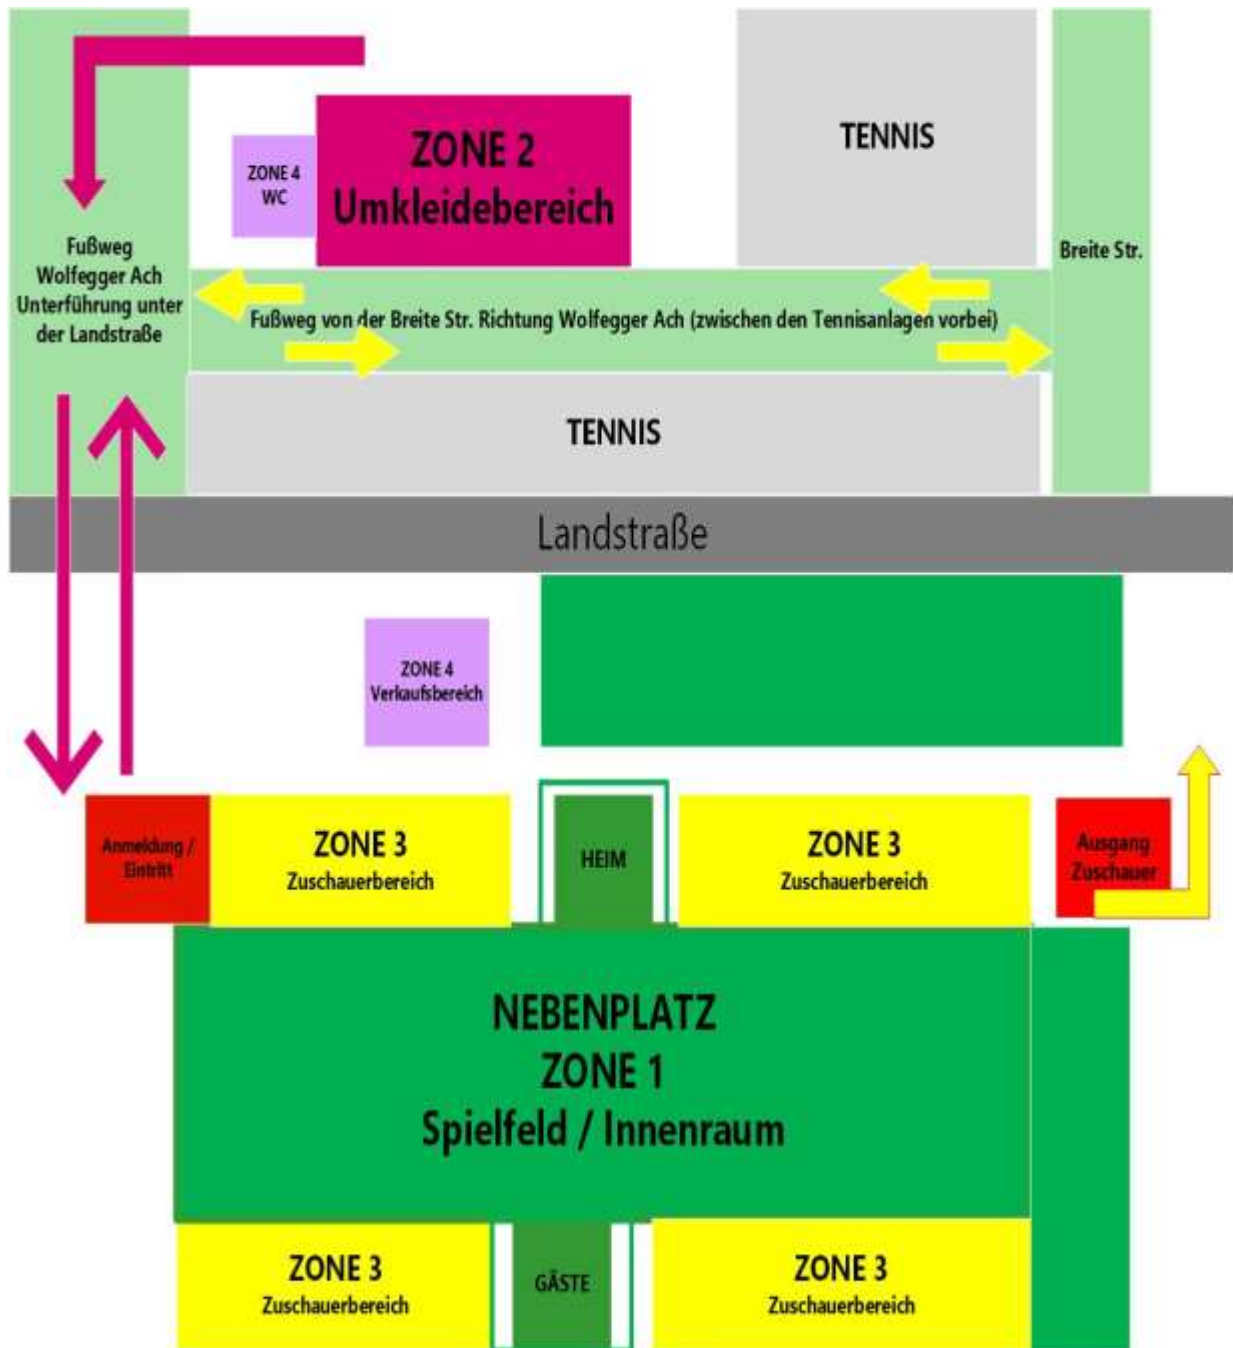 ZONE 2
Umkleidebereich
ZONE 4
WC
TENNIS
Fußweg
Wolfegger Ach
Unterführung unter
der Landstraße
Breite Str.
Fußweg von der Breite Str. Richtung Wolfegger Ach (zwischen den Tennisanlagen vorbei)
TENNIS
Landstraße
ZONE 4
Verkaufsbereich
Anmeldung /
Eintritt
ZONE 3
Zuschauerbereich
HEIM
ZONE 3
Zuschauerbereich
Ausgang
Zuschauer
NEBENPLATZ
ZONE 1
Spielfeld / Innenraum
ZONE 3
Zuschauerbereich
GÄSTE
ZONE 3
Zuschauerbereich